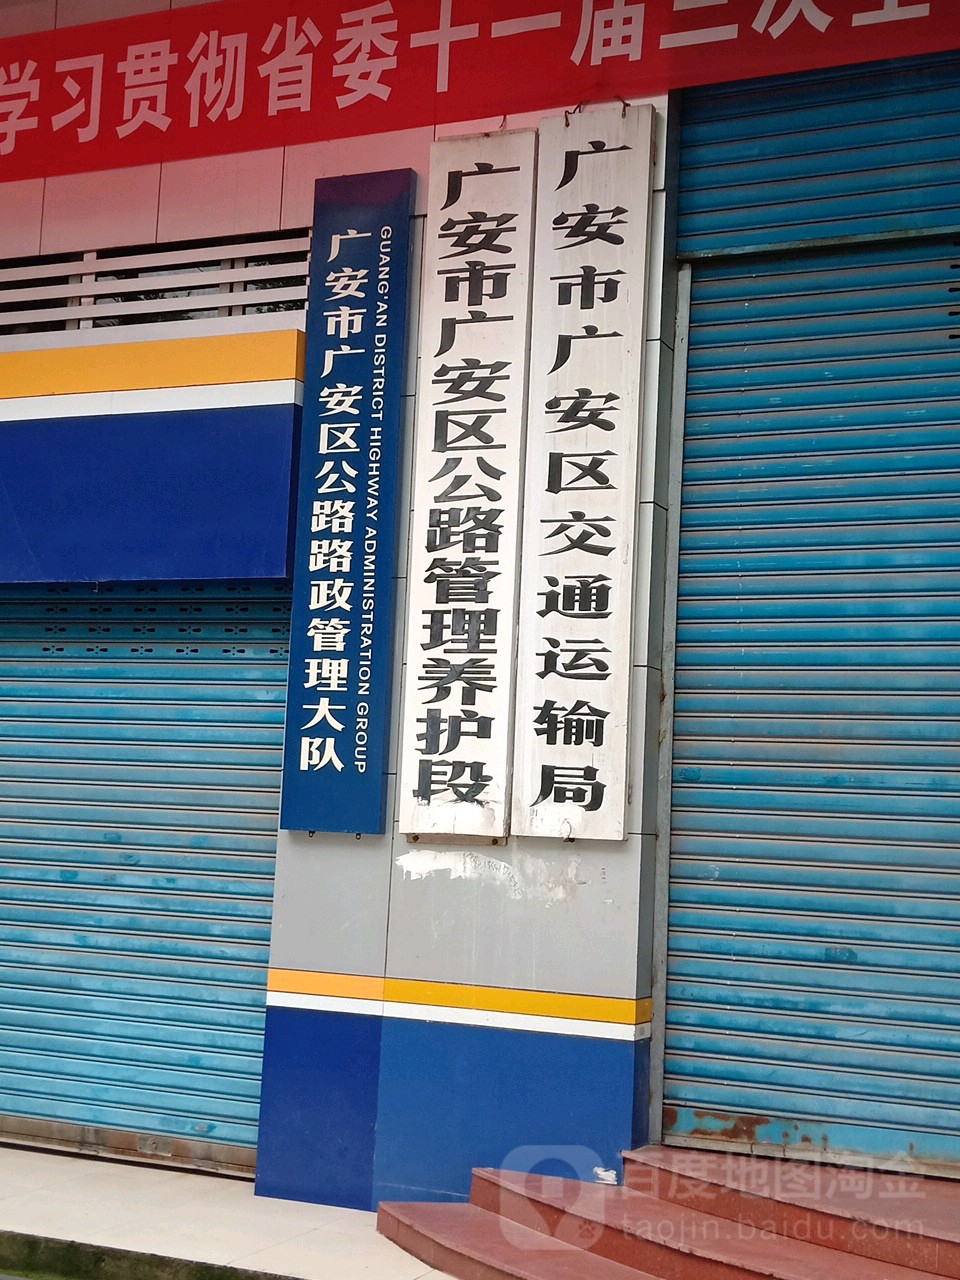 学习贯彻省委十一届三次全
广安市广安区交通运输局
广安市广安区公路管理养护段
广安市广安区公路路政管理大队
GUANG'AN DISTRICT HIGHWAY ADMINISTRATION GROUP
百度地图淘金
taojin.baidu.com